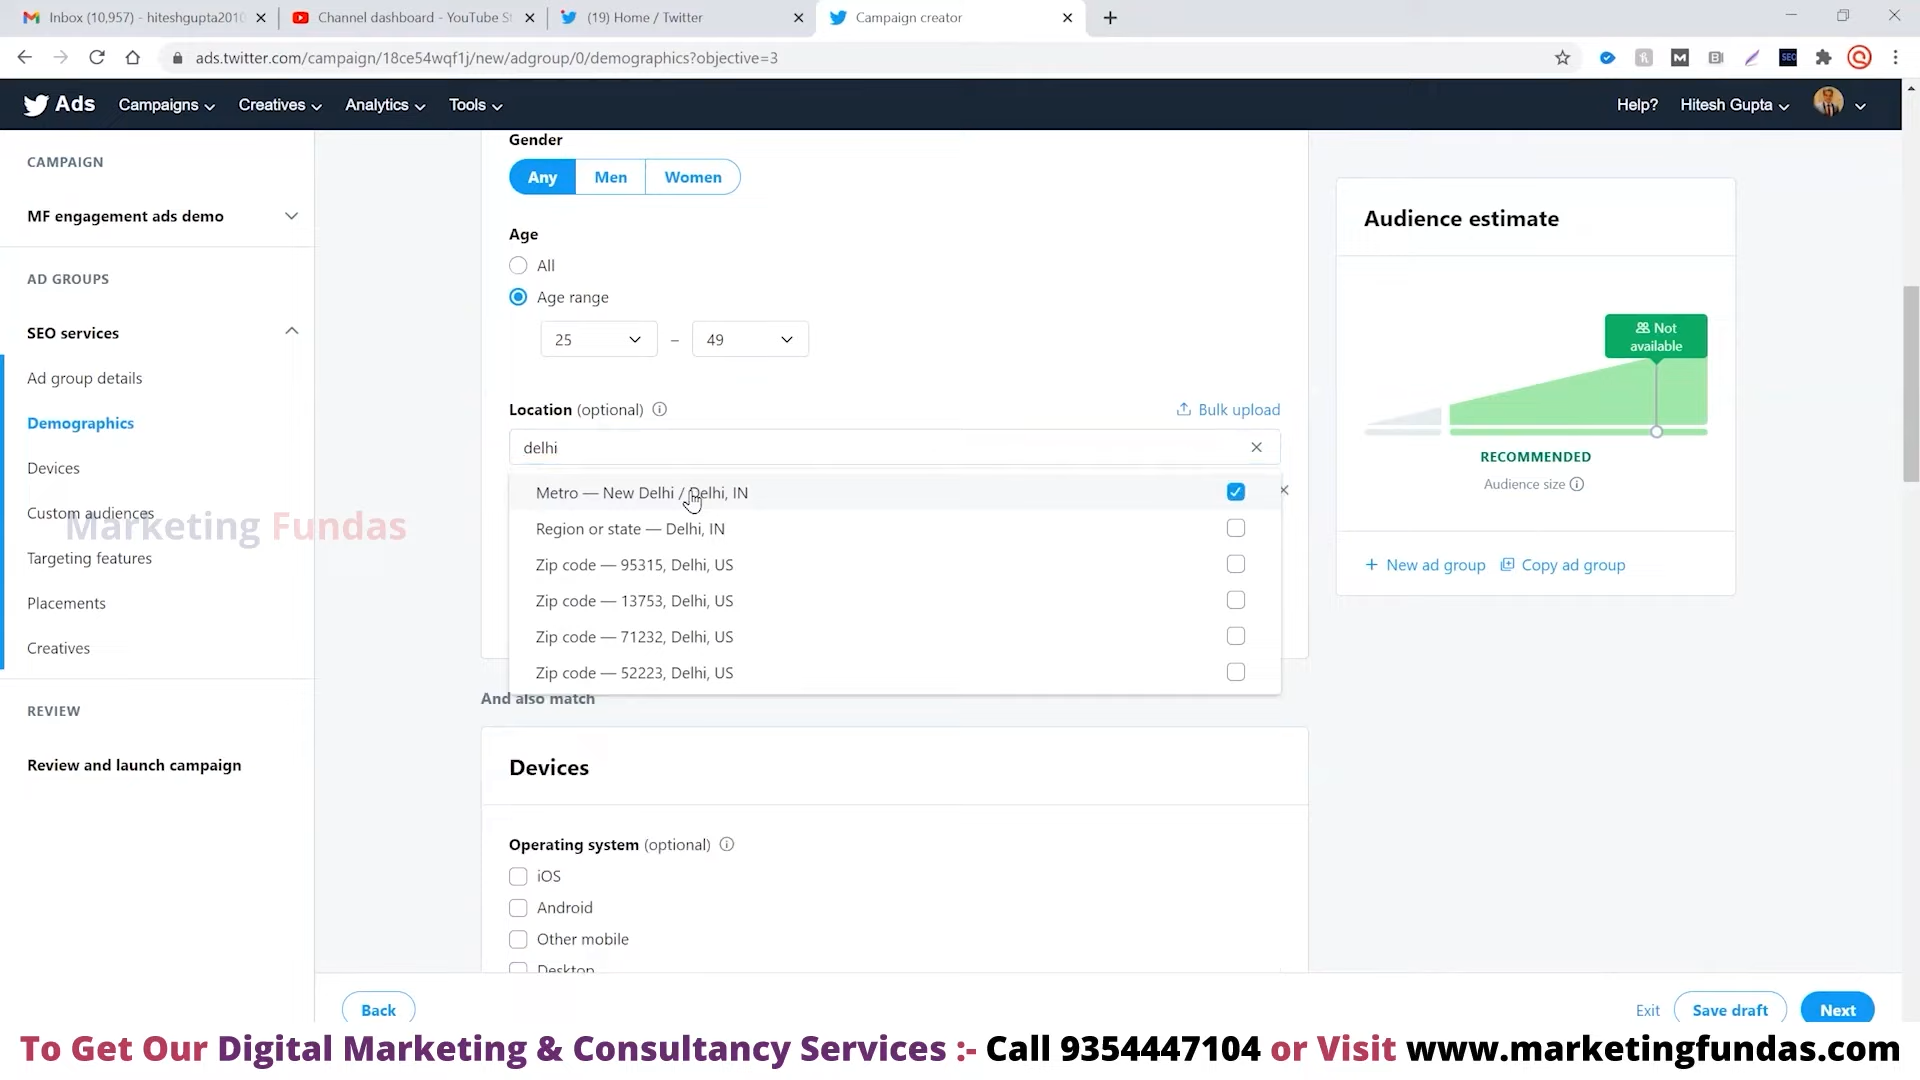 Inbox (10,957) - hiteshgupta2010
Channel dashboard - YouTube St
(19) Home / Twitter
Campaign creator
ads.twitter.com/campaign/18ce54wqf1j/new/adgroup/0/demographics?objective=3
Ads
Campaigns
Creatives
Analytics
Tools
Help?
Hitesh Gupta
CAMPAIGN
MF engagement ads demo
AD GROUPS
SEO services
Ad group details
Demographics
Devices
Custom audiences
Marketing Fundas
Targeting features
Placements
Creatives
REVIEW
Review and launch campaign
Gender
Any
Men
Women
Age
All
Age range
25
–
49
Location (optional)
Bulk upload
delhi
Metro — New Delhi / Delhi, IN
Region or state — Delhi, IN
Zip code — 95315, Delhi, US
Zip code — 13753, Delhi, US
Zip code — 71232, Delhi, US
Zip code — 52223, Delhi, US
And also match
Devices
Operating system (optional)
iOS
Android
Other mobile
Desktop
Audience estimate
Not
available
RECOMMENDED
Audience size
New ad group
Copy ad group
Back
Exit
Save draft
Next
To Get Our Digital Marketing & Consultancy Services :- Call 9354447104 or Visit www.marketingfundas.com